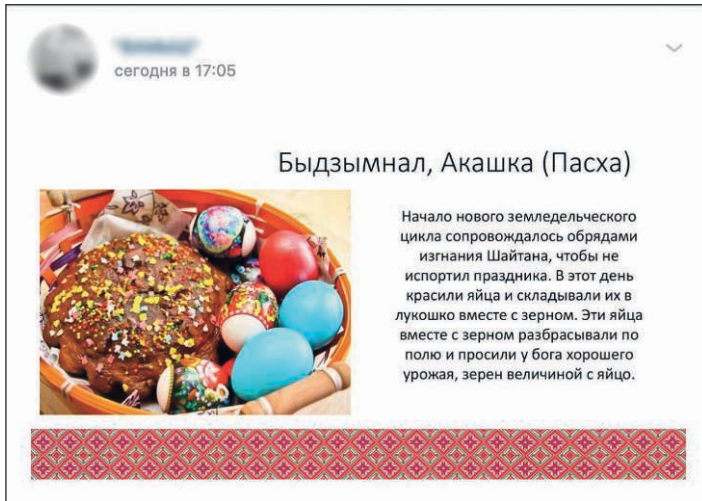 сегодня в 17:05
Быдзымнал, Акашка (Пасха)
Начало нового земледельческого
цикла сопровождалось обрядами
изгнания Шайтана, чтобы не
испортил праздника. В этот день
красили яйца и складывали их в
лукошко вместе с зерном. Эти яйца
вместе с зерном разбрасывали по
полю и просили у бога хорошего
урожая, зерен величиной с яйцо.